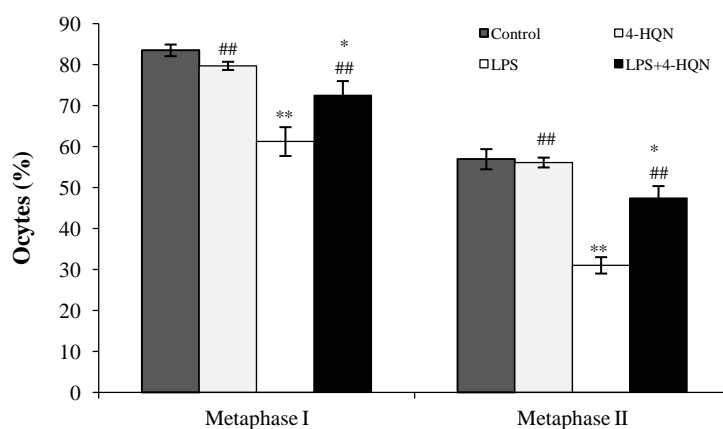 90
80
70
60
50
40
30
20
10
0
Ocytes (%)
Control
4-HQN
LPS
LPS+4-HQN
##
**
*
##
##
**
*
##
Metaphase I
Metaphase II